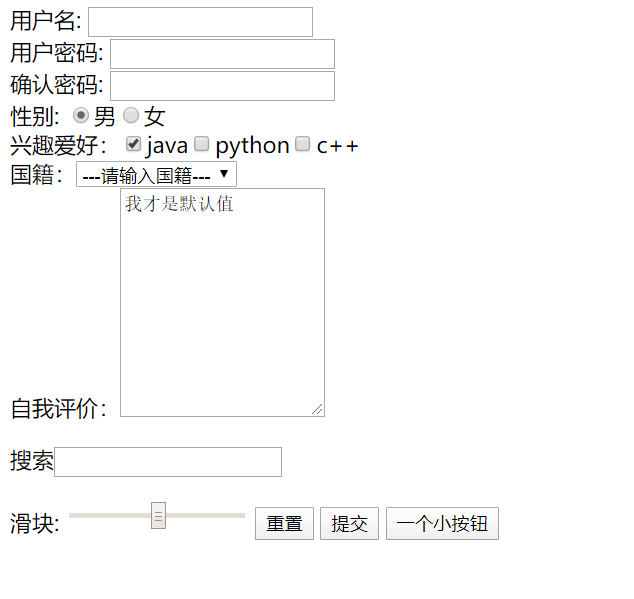 用户名:
用户密码:
确认密码:
性别: 男 女
兴趣爱好： java python c++
国籍： ---请输入国籍---
我才是默认值
自我评价：
搜索
滑块: 重置 提交 一个小按钮